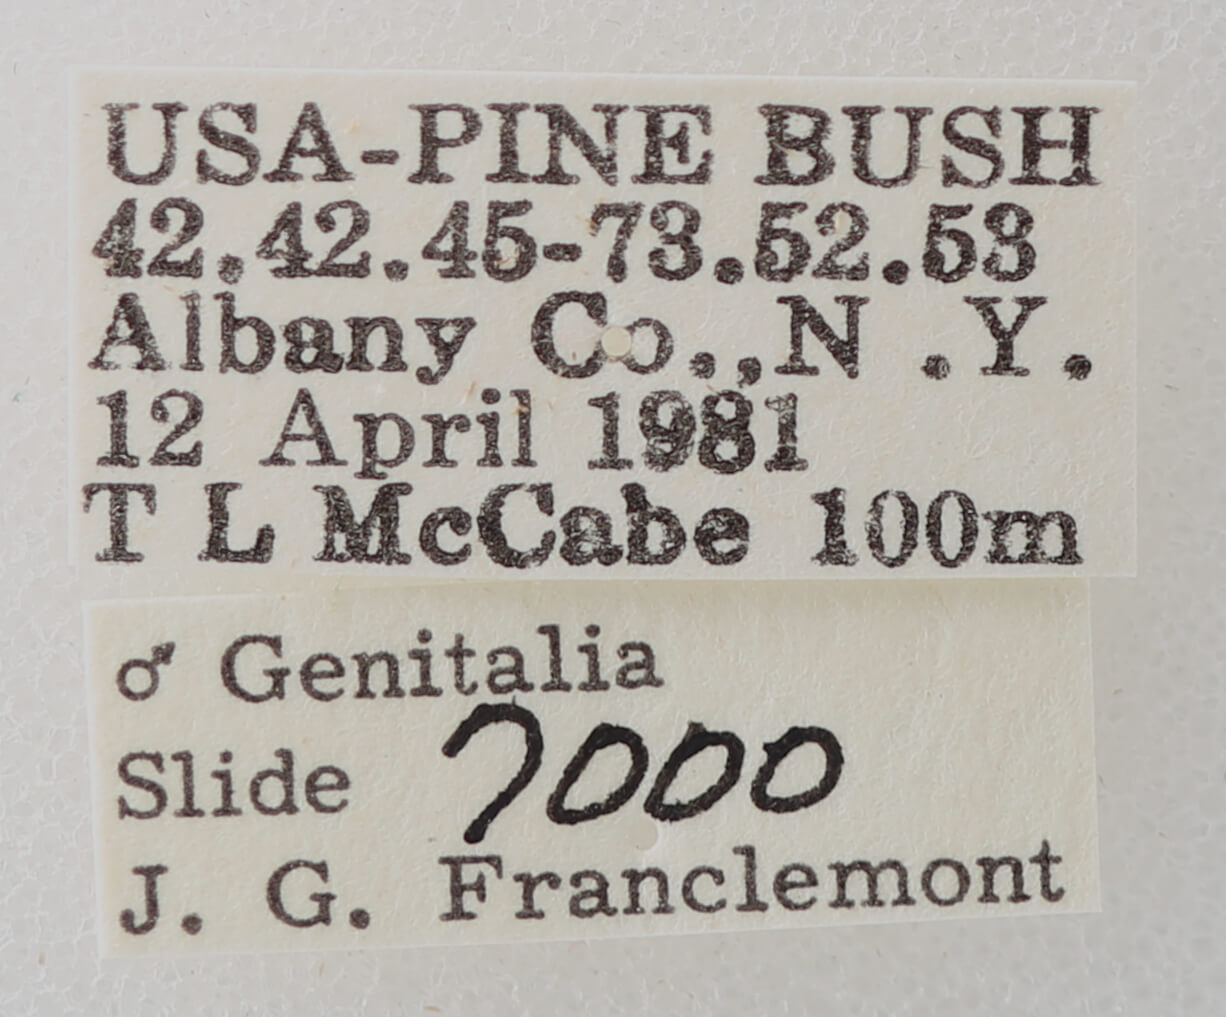 USA-PINE BUSH
42.42.45-73.52.53
Albany Co.,N.Y.
12 April 1981
T L McCabe 100m
♂ Genitalia
Slide 7000
J. G. Franclemont